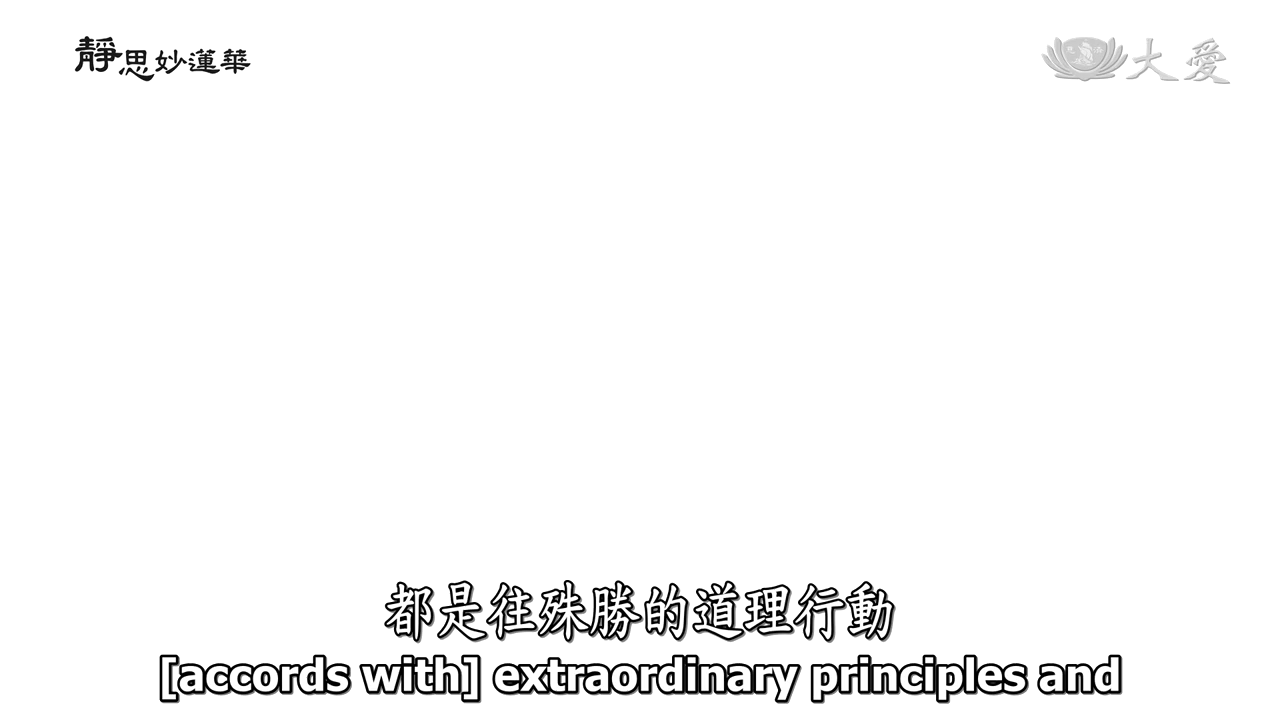 靜思妙蓮華
大愛
都是往殊勝的道理行動
[accords with] extraordinary principles and